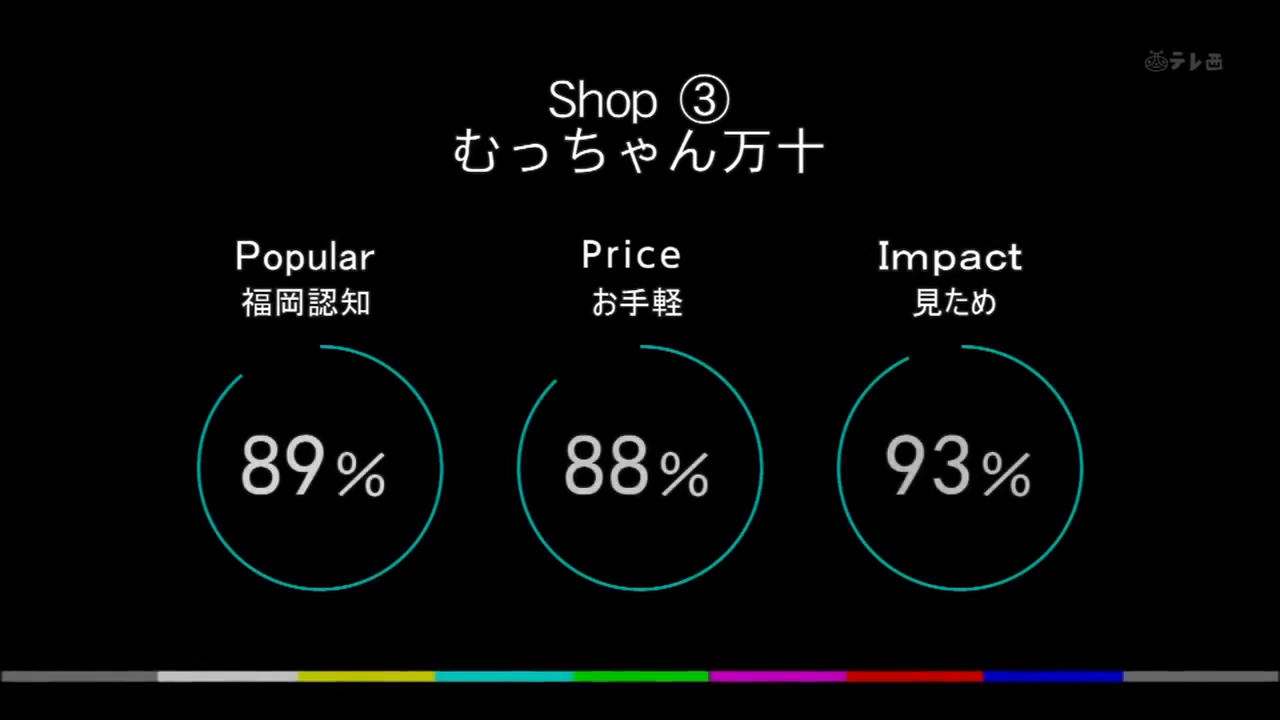 テレ西
Shop ③
むっちゃん万十
Popular
福岡認知
89%
Price
お手軽
88%
Impact
見ため
93%